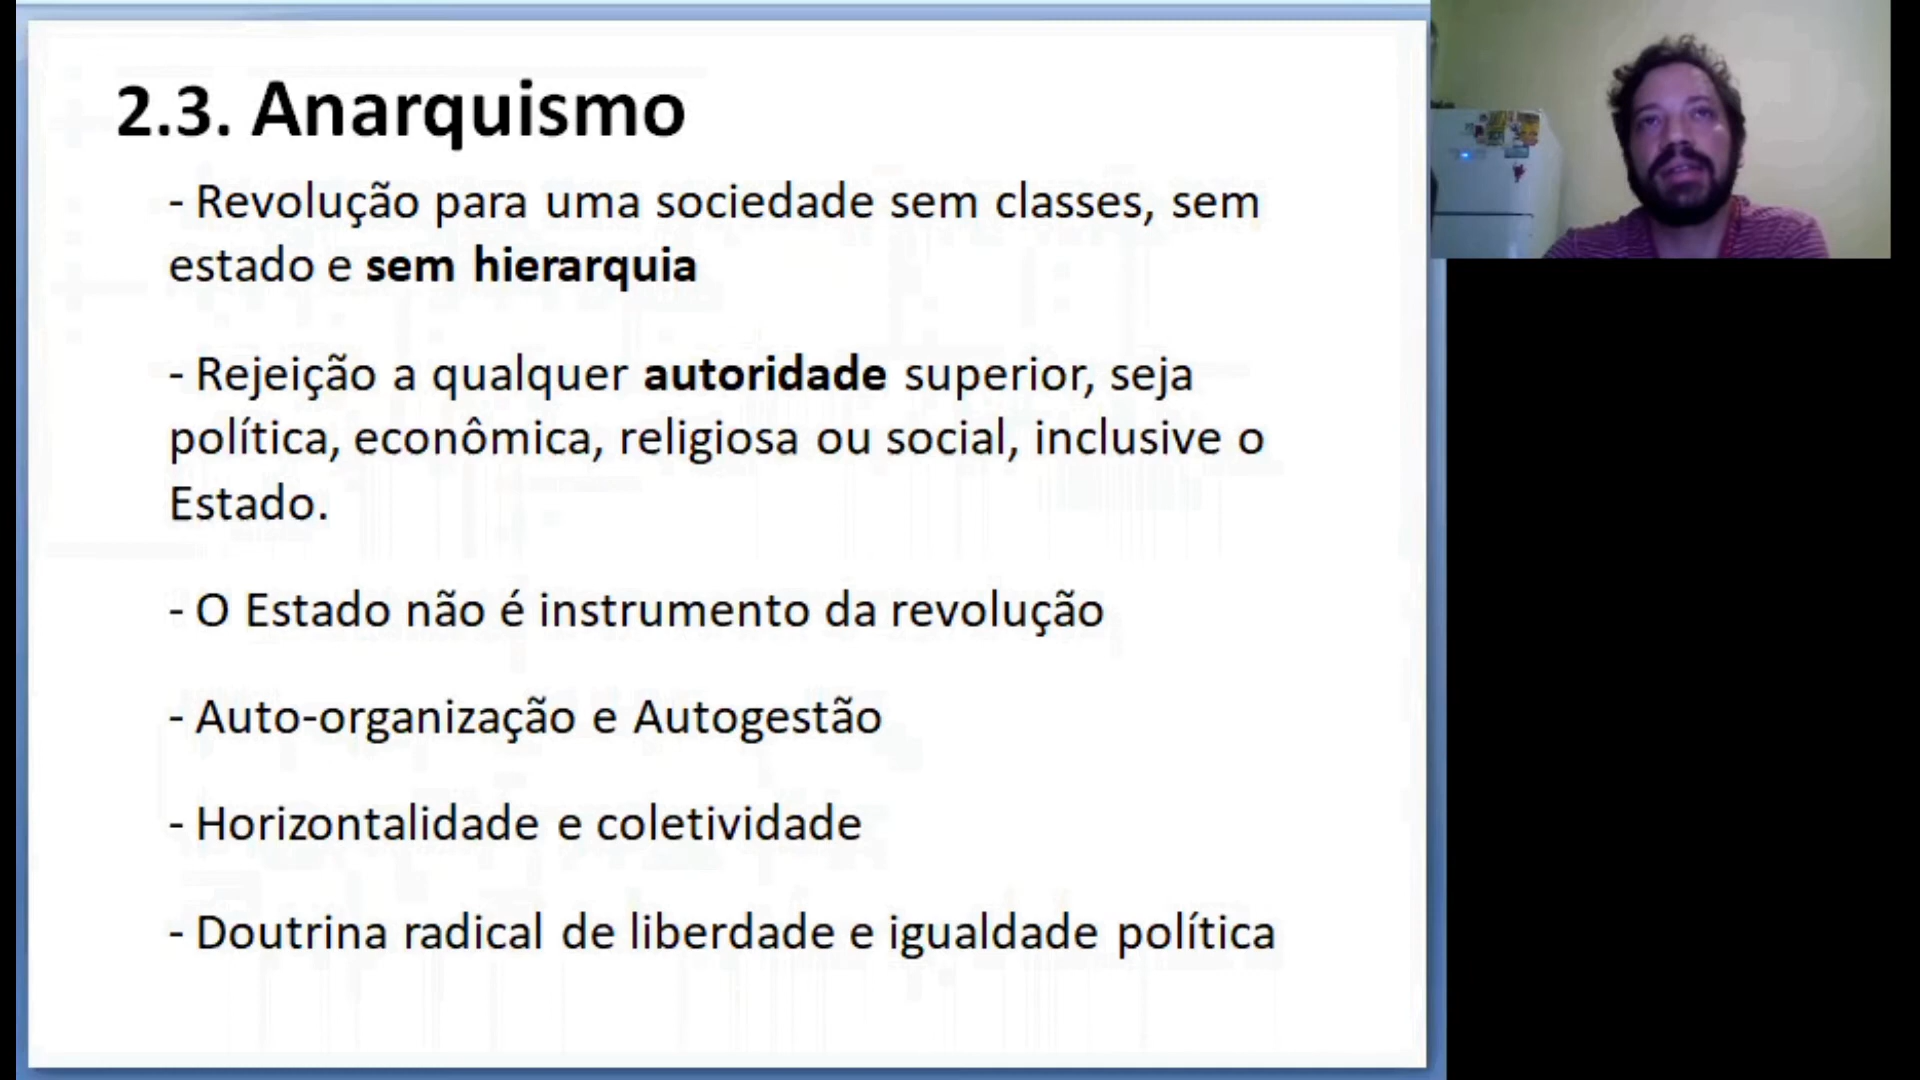 2.3. Anarquismo
- Revolução para uma sociedade sem classes, sem
estado e sem hierarquia
- Rejeição a qualquer autoridade superior, seja
política, econômica, religiosa ou social, inclusive o
Estado.
- O Estado não é instrumento da revolução
- Auto-organização e Autogestão
- Horizontalidade e coletividade
- Doutrina radical de liberdade e igualdade política